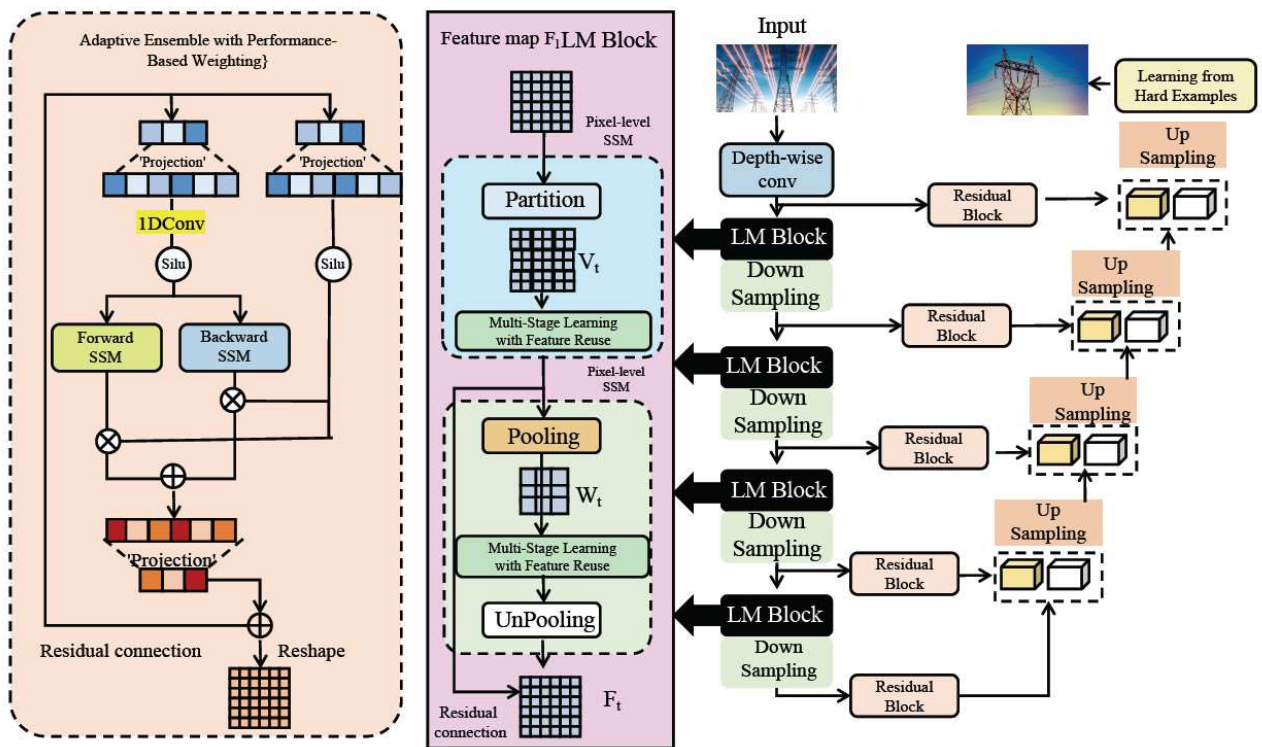 Adaptive Ensemble with Performance-
Based Weighting}
'Projection'
'Projection'
1DConv
Silu
Silu
Forward
SSM
Backward
SSM
'Projection'
Residual connection
Reshape
Feature map F₁LM Block
Pixel-level
SSM
Partition
Vₜ
Multi-Stage Learning
with Feature Reuse
Pixel-level
SSM
Pooling
Wₜ
Multi-Stage Learning
with Feature Reuse
UnPooling
Fₜ
Residual
connection
Input
Depth-wise
conv
LM Block
Down
Sampling
LM Block
Down
Sampling
LM Block
Down
Sampling
LM Block
Down
Sampling
Residual
Block
Residual
Block
Residual
Block
Residual
Block
Residual
Block
Learning from
Hard Examples
Up
Sampling
Up
Sampling
Up
Sampling
Up
Sampling